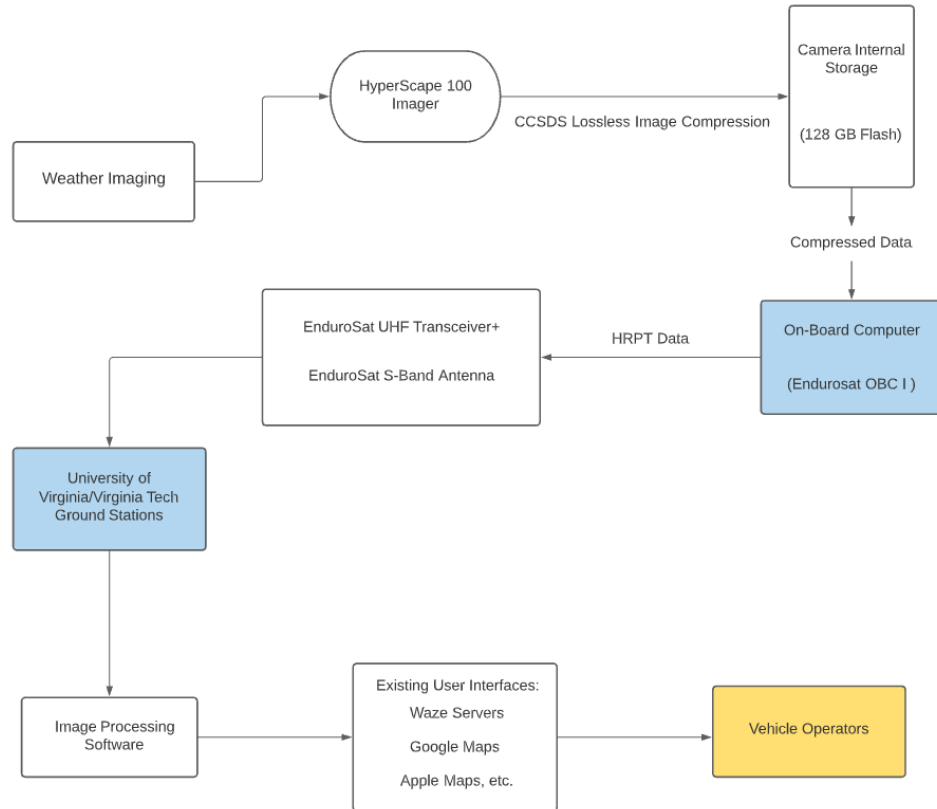 Weather Imaging
HyperScape 100
Imager
CCSDS Lossless Image Compression
Camera Internal
Storage
(128 GB Flash)
Compressed Data
On-Board Computer
(Endurosat OBC I )
HRPT Data
EnduroSat UHF Transceiver+
EnduroSat S-Band Antenna
University of
Virginia/Virginia Tech
Ground Stations
Image Processing
Software
Existing User Interfaces:
Waze Servers
Google Maps
Apple Maps, etc.
Vehicle Operators